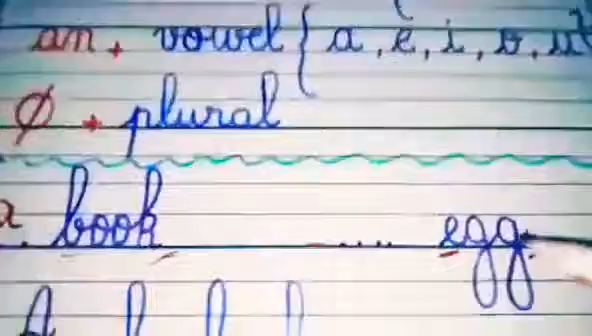 an + vowel { a, e, i, o, u
Ø + plural
a book .... egg.